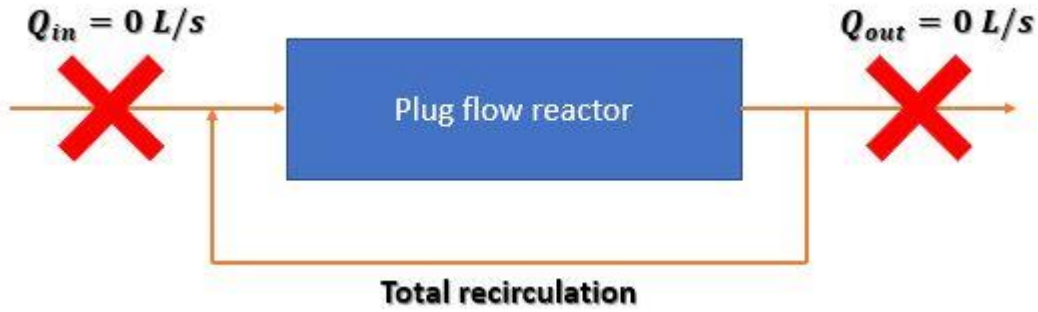 Q_in = 0 L/s
Q_out = 0 L/s
Plug flow reactor
Total recirculation